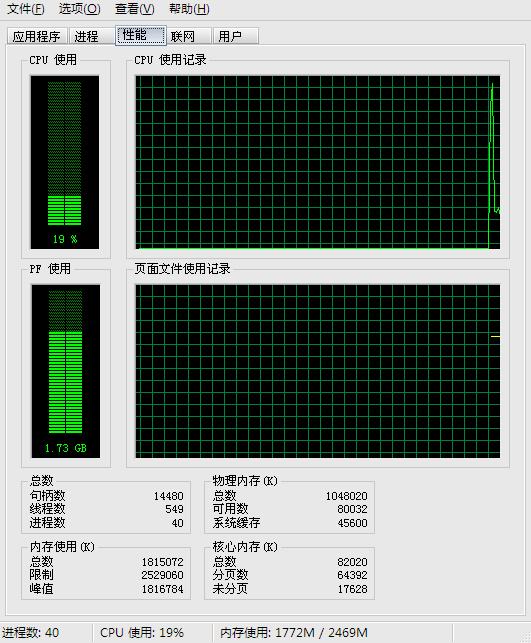 文件(F) 选项(O) 查看(V) 帮助(H)
应用程序 进程 性能 联网 用户
CPU 使用 CPU 使用记录
19 %
PF 使用 页面文件使用记录
1.73 GB
总数 物理内存(K)
句柄数 14480 总数 1048020
线程数 549 可用数 80032
进程数 40 系统缓存 45600
内存使用(K) 核心内存(K)
总数 1815072 总数 82020
限制 2529060 分页数 64392
峰值 1816784 未分页 17628
进程数: 40 CPU 使用: 19% 内存使用: 1772M / 2469M